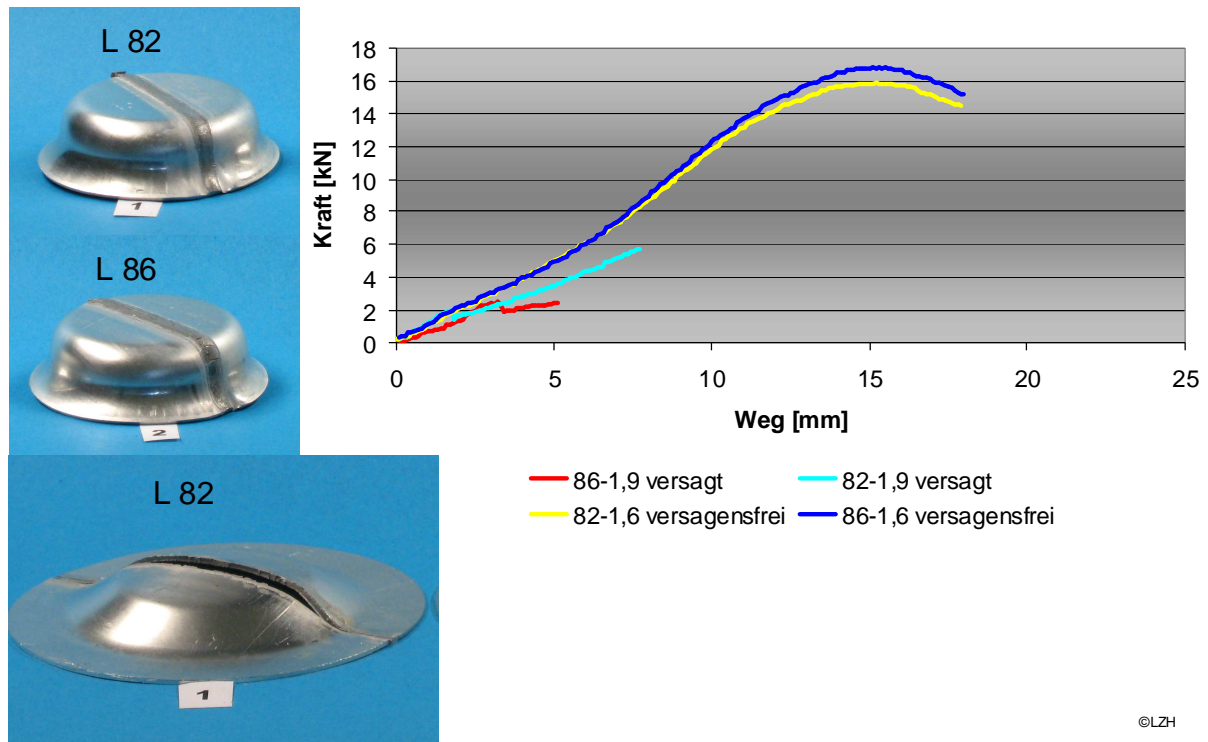 L 82
1
L 86
2
L 82
1
18
16
14
12
10
8
6
4
2
0
Kraft [kN]
0 5 10 15 20 25
Weg [mm]
86-1,9 versagt 82-1,9 versagt
82-1,6 versagensfrei 86-1,6 versagensfrei
©LZH